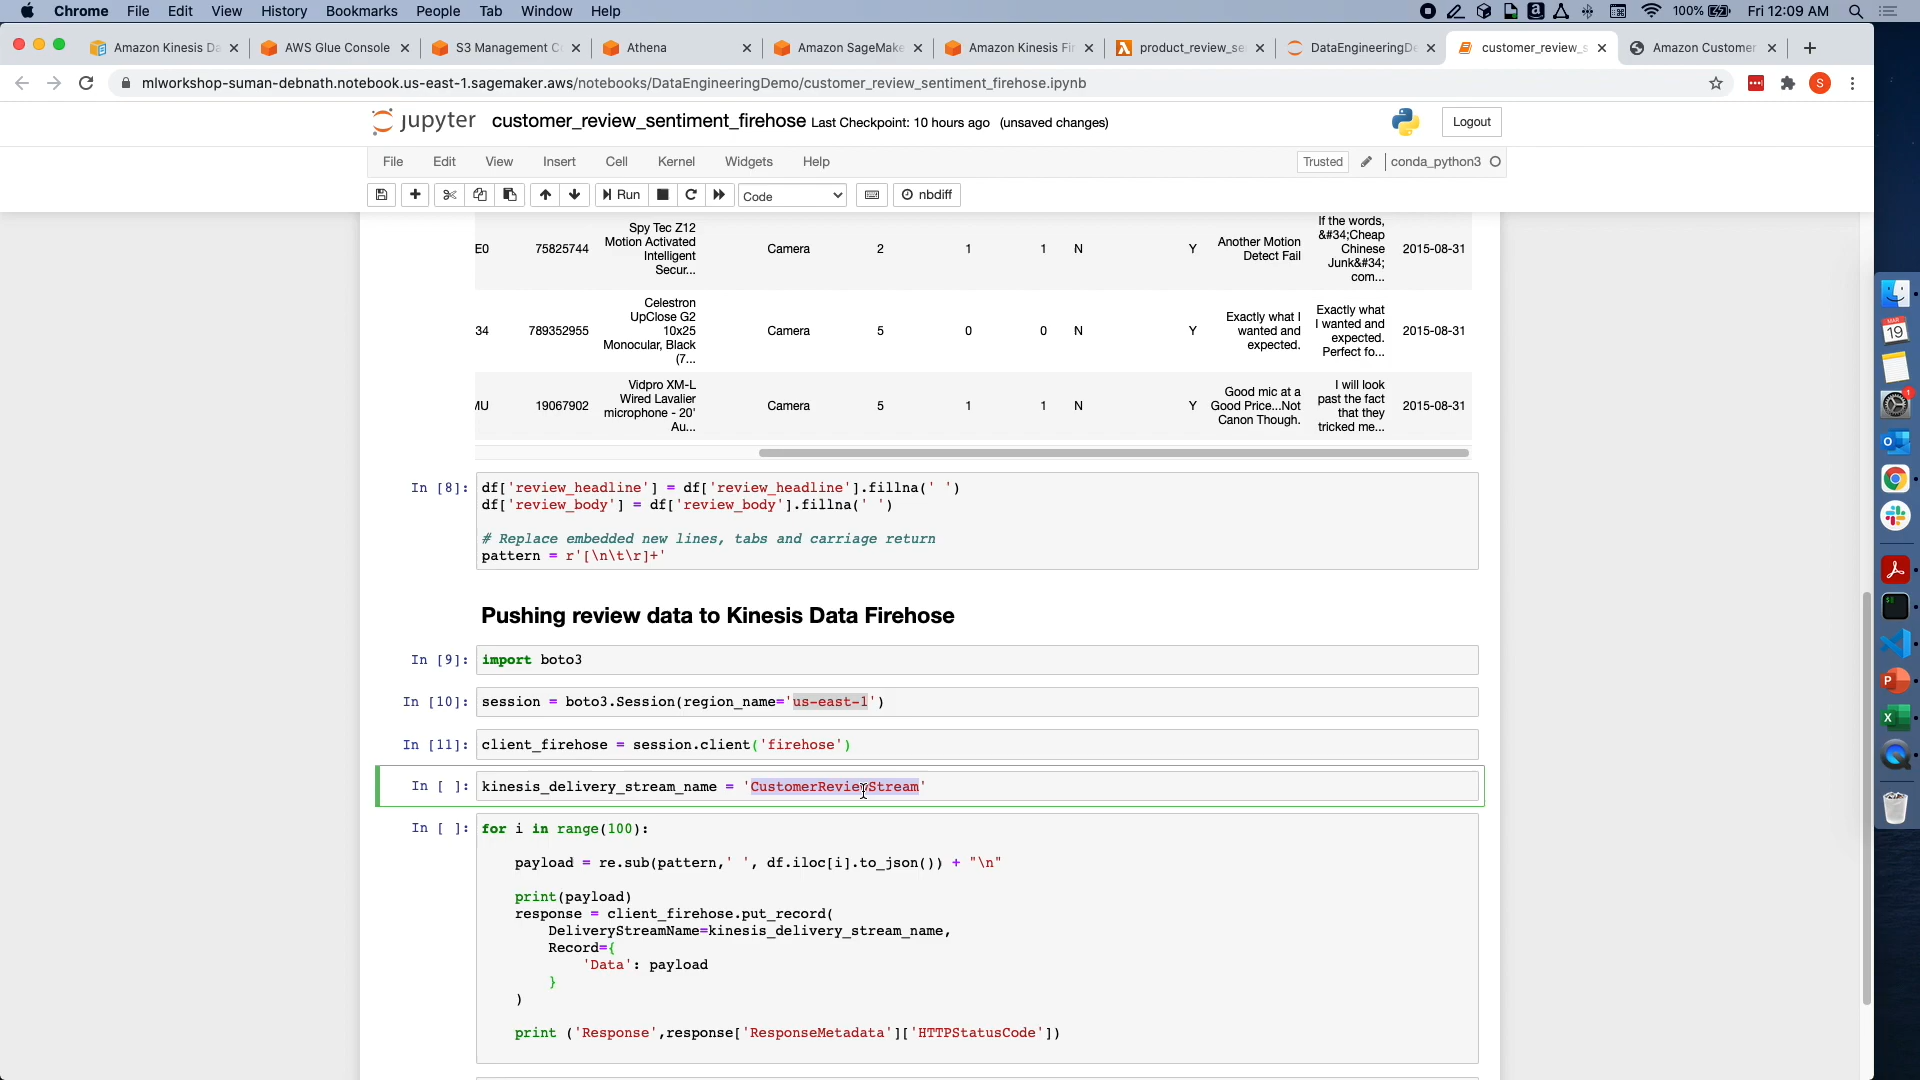 Chrome File Edit View History Bookmarks People Tab Window Help 100% Fri 12:09 AM
Amazon Kinesis Da AWS Glue Console S3 Management C Athena Amazon SageMake Amazon Kinesis Fi product_review_se DataEngineeringDe customer_review_s Amazon Customer
mlworkshop-suman-debnath.notebook.us-east-1.sagemaker.aws/notebooks/DataEngineeringDemo/customer_review_sentiment_firehose.ipynb S
jupyter customer_review_sentiment_firehose Last Checkpoint: 10 hours ago (unsaved changes) Logout
File Edit View Insert Cell Kernel Widgets Help Trusted conda_python3
Run Code nbdiff
E0 75825744 Spy Tec Z12 Motion Activated Intelligent Secur... Camera 2 1 1 N Y Another Motion Detect Fail If the words, &#34;Cheap Chinese Junk&#34; com... 2015-08-31
34 789352955 Celestron UpClose G2 10x25 Monocular, Black (7... Camera 5 0 0 N Y Exactly what I wanted and expected. Exactly what I wanted and expected. Perfect fo... 2015-08-31
MU 19067902 Vidpro XM-L Wired Lavalier microphone - 20' Au... Camera 5 1 1 N Y Good mic at a Good Price...Not Canon Though. I will look past the fact that they tricked me... 2015-08-31
In [8]: df['review_headline'] = df['review_headline'].fillna(' ')
df['review_body'] = df['review_body'].fillna(' ')
# Replace embedded new lines, tabs and carriage return
pattern = r'[\n\t\r]+'
Pushing review data to Kinesis Data Firehose
In [9]: import boto3
In [10]: session = boto3.Session(region_name='us-east-1')
In [11]: client_firehose = session.client('firehose')
In [ ]: kinesis_delivery_stream_name = 'CustomerReviewStream'
In [ ]: for i in range(100):
payload = re.sub(pattern,' ', df.iloc[i].to_json()) + "\n"
print(payload)
response = client_firehose.put_record(
DeliveryStreamName=kinesis_delivery_stream_name,
Record={
'Data': payload
}
)
print ('Response',response['ResponseMetadata']['HTTPStatusCode'])